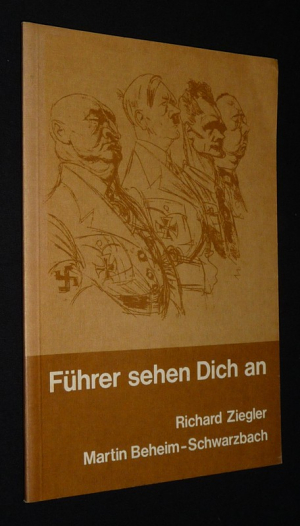 Führer sehen Dich an
Richard Ziegler
Martin Beheim-Schwarzbach